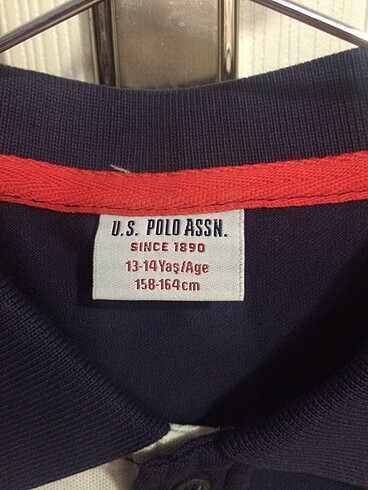 U.S. POLO ASSN.
SINCE 1890
13-14 Yaş/Age
158-164cm